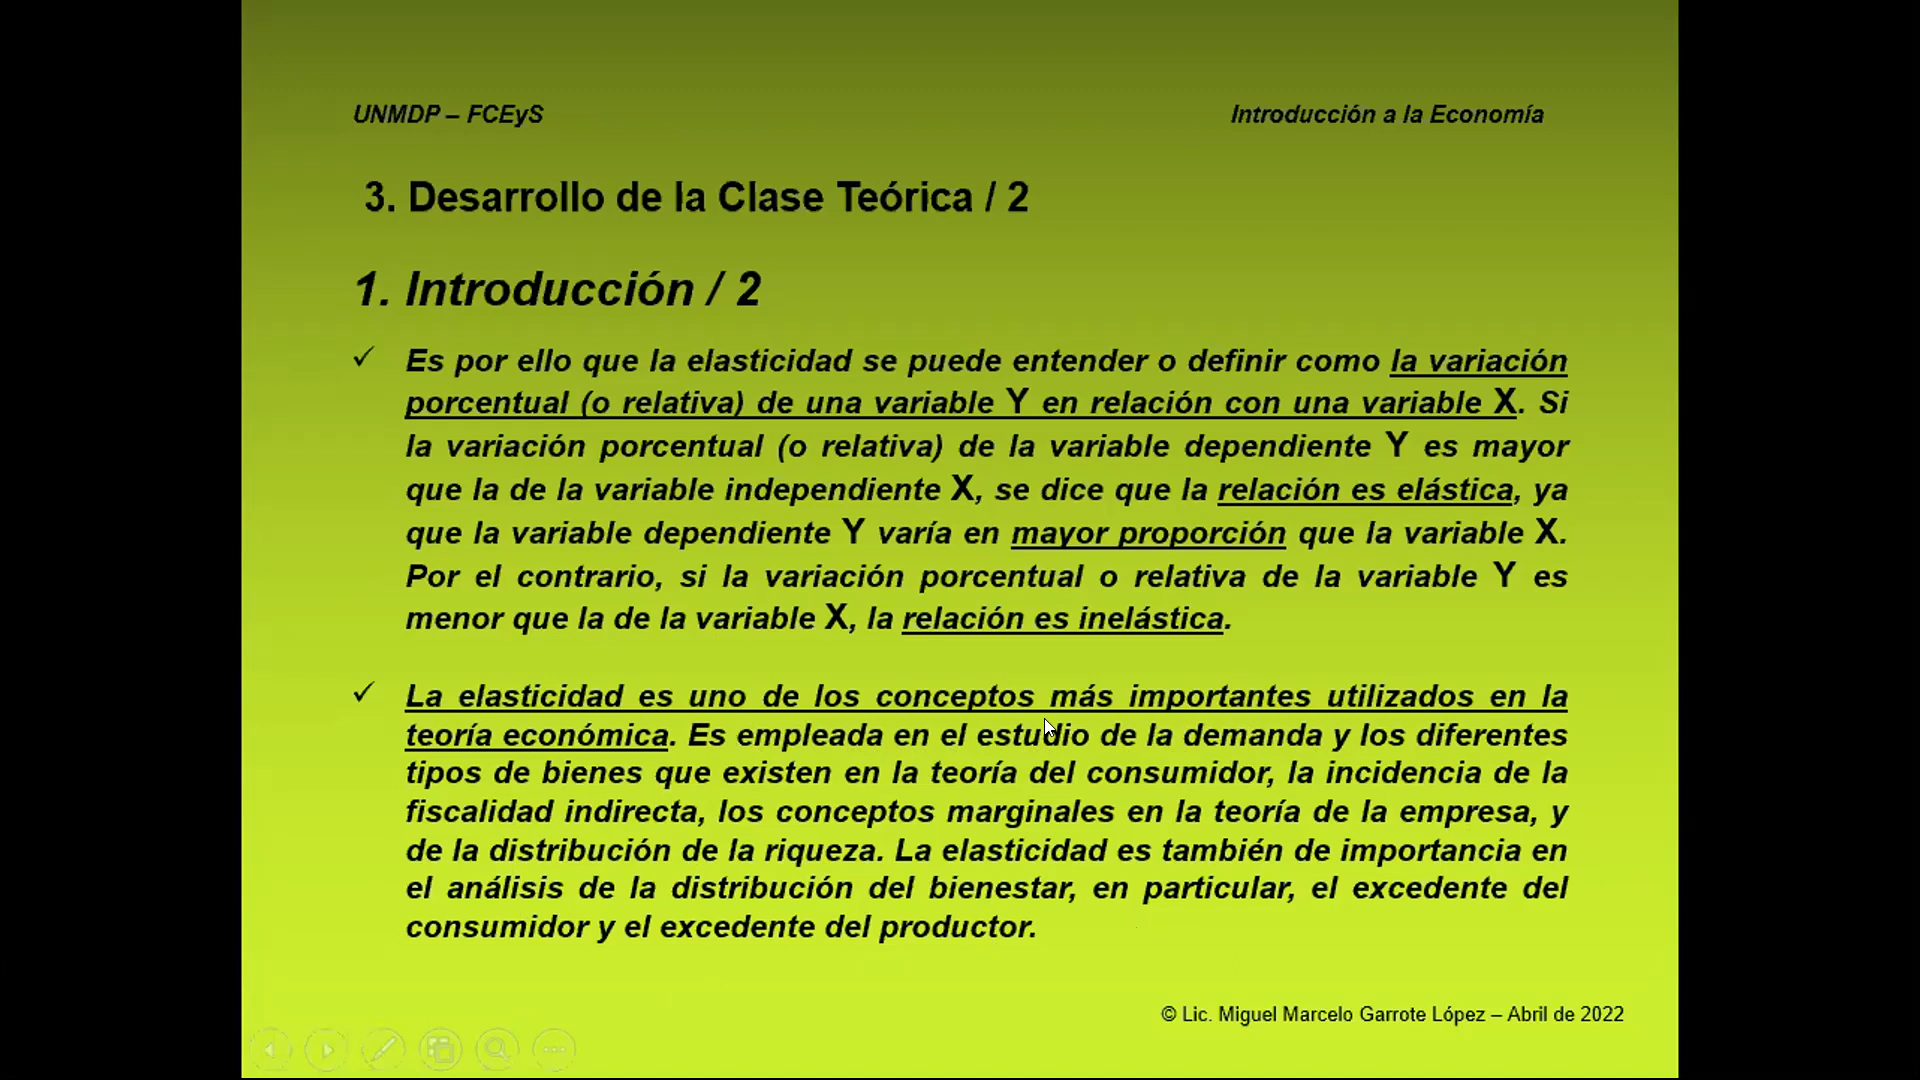 UNMDP – FCEyS
Introducción a la Economía
3. Desarrollo de la Clase Teórica / 2
1. Introducción / 2
✓ Es por ello que la elasticidad se puede entender o definir como la variación
porcentual (o relativa) de una variable Y en relación con una variable X. Si
la variación porcentual (o relativa) de la variable dependiente Y es mayor
que la de la variable independiente X, se dice que la relación es elástica, ya
que la variable dependiente Y varía en mayor proporción que la variable X.
Por el contrario, si la variación porcentual o relativa de la variable Y es
menor que la de la variable X, la relación es inelástica.
✓ La elasticidad es uno de los conceptos más importantes utilizados en la
teoría económica. Es empleada en el estudio de la demanda y los diferentes
tipos de bienes que existen en la teoría del consumidor, la incidencia de la
fiscalidad indirecta, los conceptos marginales en la teoría de la empresa, y
de la distribución de la riqueza. La elasticidad es también de importancia en
el análisis de la distribución del bienestar, en particular, el excedente del
consumidor y el excedente del productor.
© Lic. Miguel Marcelo Garrote López – Abril de 2022